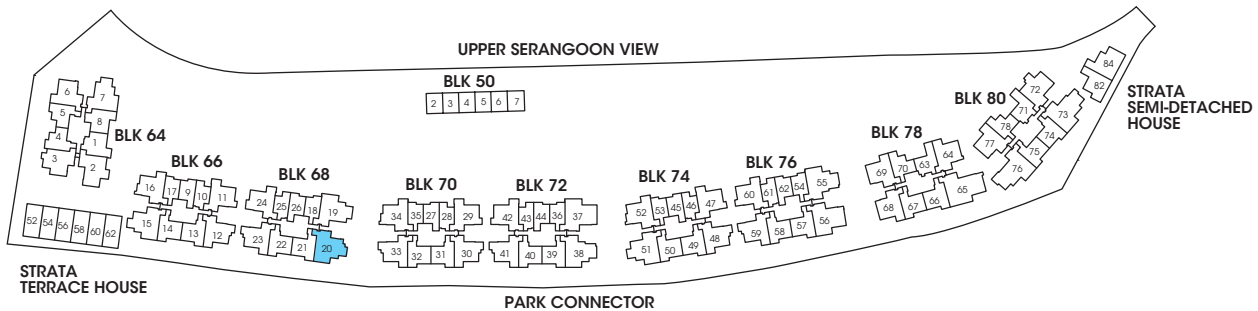 UPPER SERANGOON VIEW
BLK 50
2 3 4 5 6 7
BLK 64
6 7
5 8
4 1
3 2
BLK 66
16 17 9 10 11
15 14 13 12
BLK 68
24 25 26 18 19
23 22 21 20
BLK 70
34 35 27 28 29
33 32 31 30
BLK 72
42 43 44 36 37
41 40 39 38
BLK 74
52 53 45 46 47
51 50 49 48
BLK 76
60 61 62 54 55
59 58 57 56
BLK 78
69 70 63 64
68 67 66 65
BLK 80
72
71 73
78 74
77 75
76
84
82
STRATA
SEMI-DETACHED
HOUSE
52 54 56 58 60 62
STRATA
TERRACE HOUSE
PARK CONNECTOR